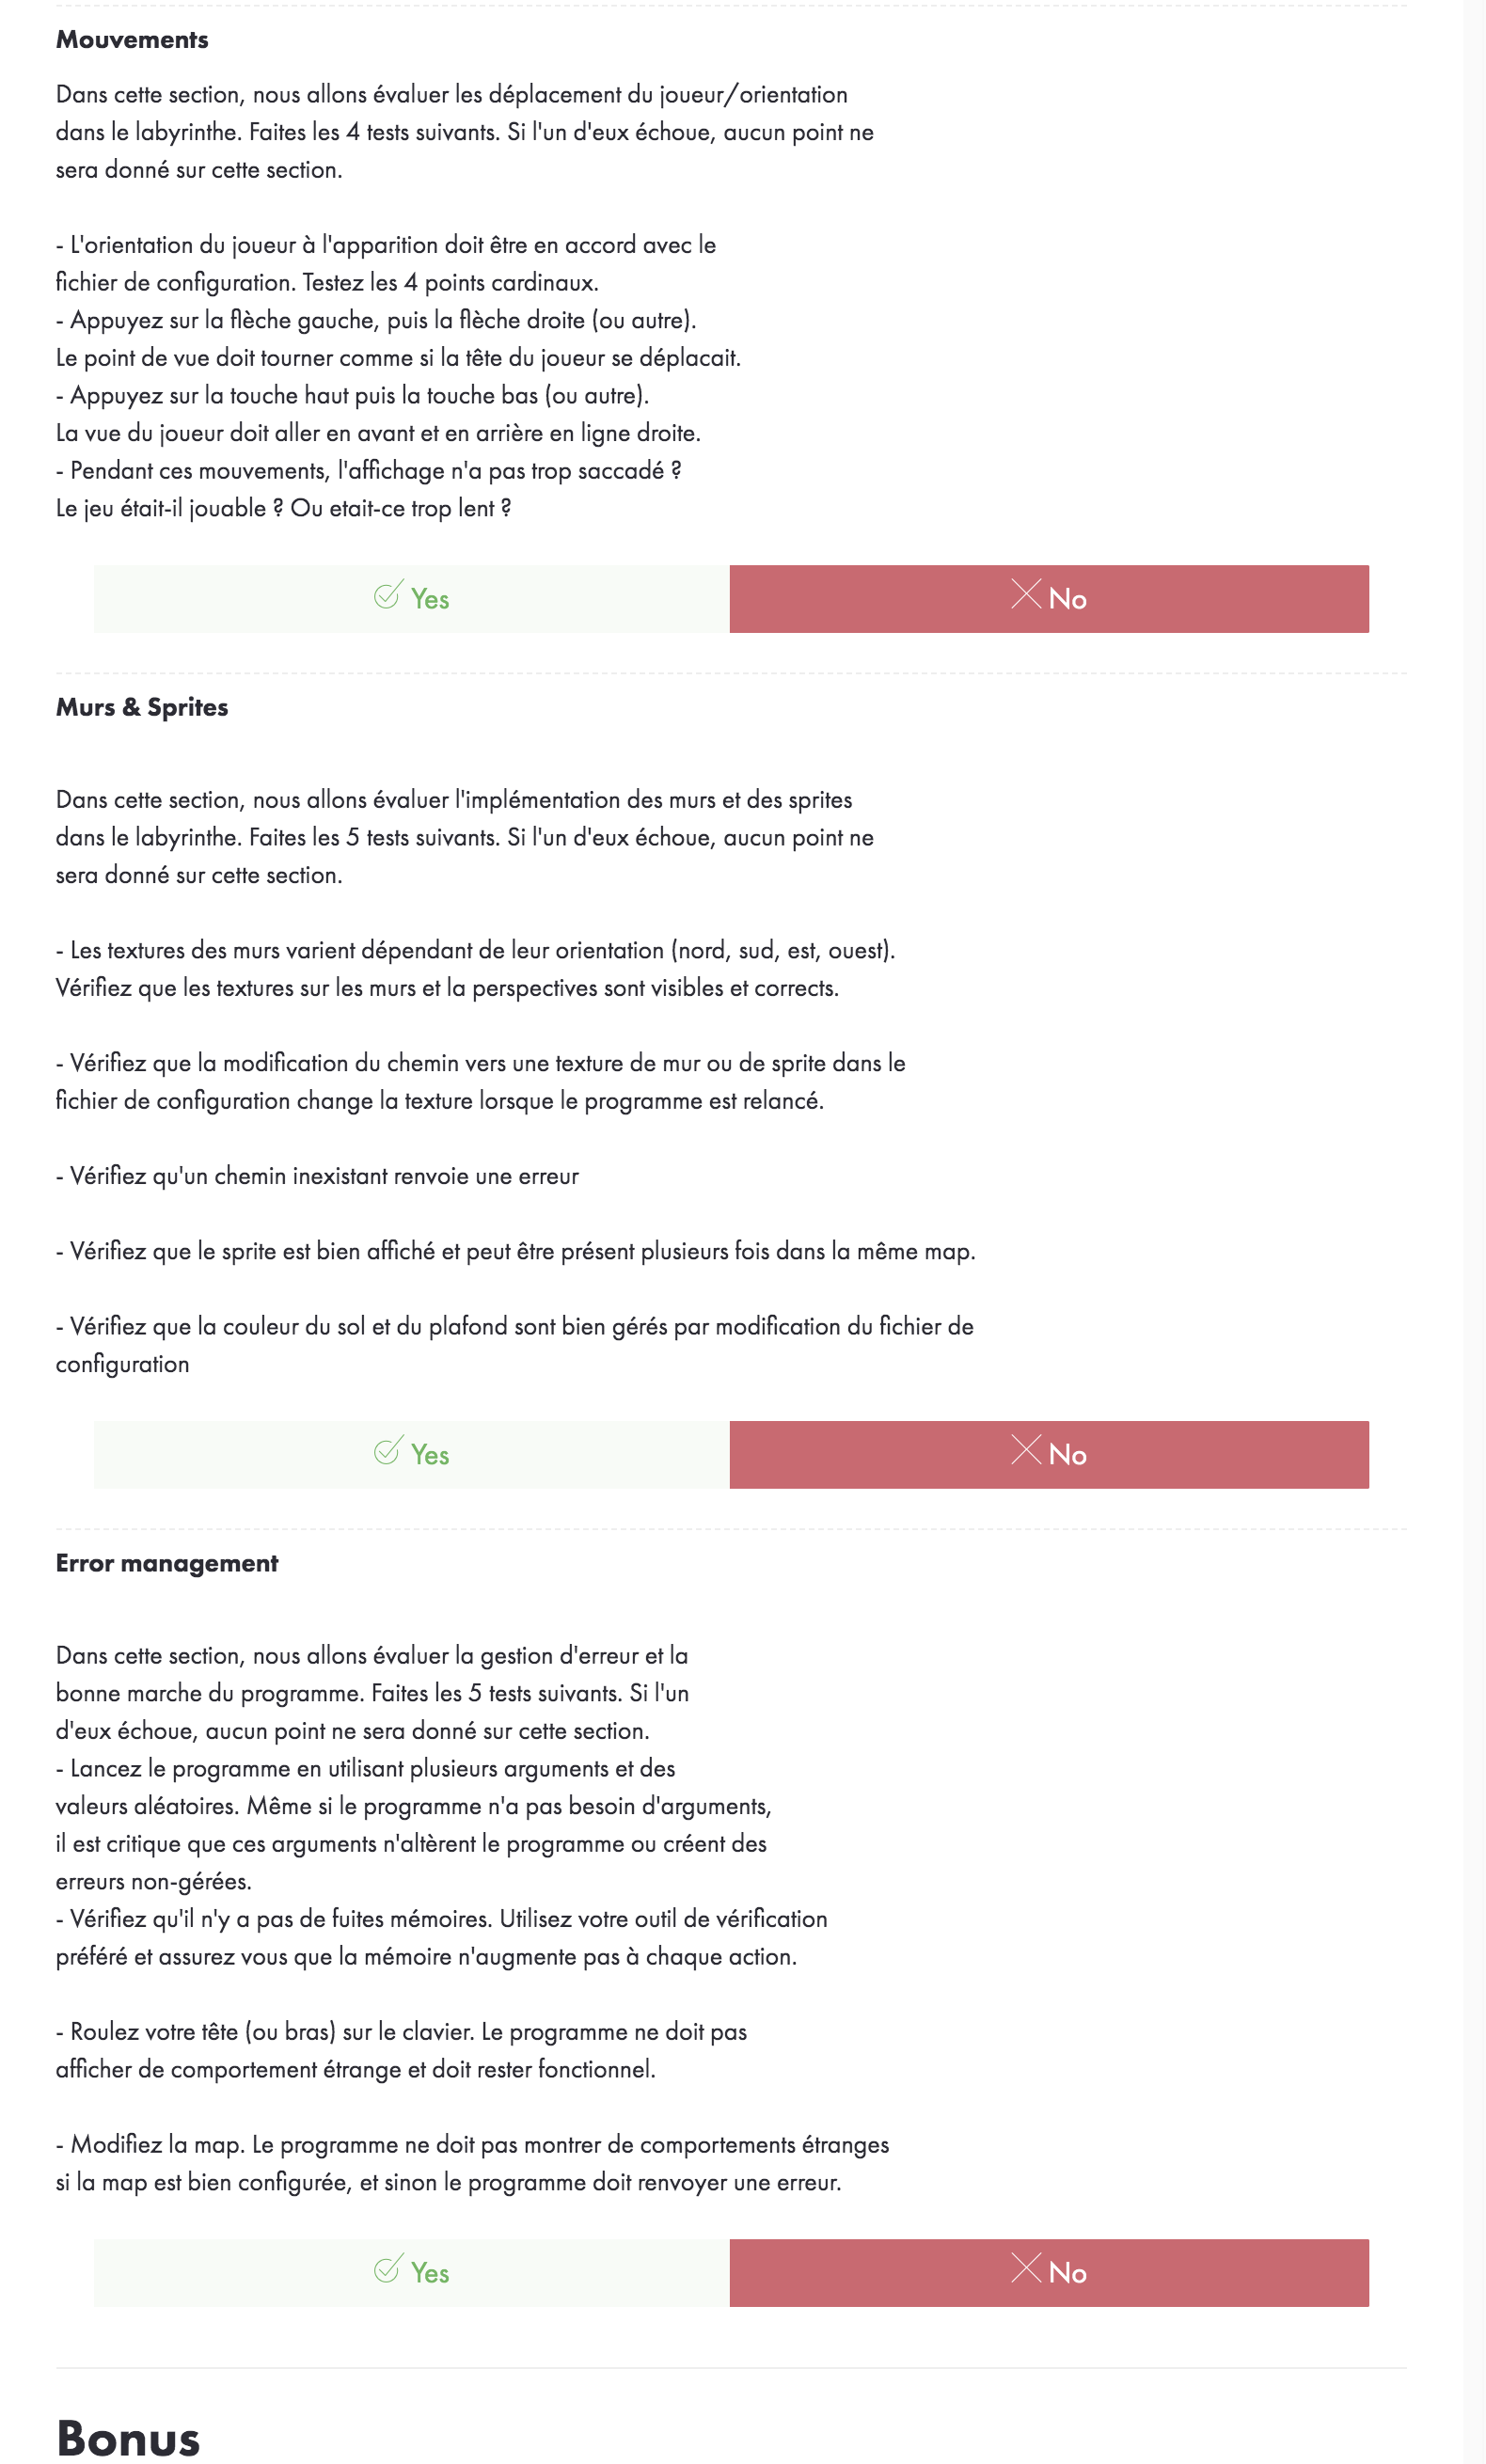 Mouvements
Dans cette section, nous allons évaluer les déplacement du joueur/orientation
dans le labyrinthe. Faites les 4 tests suivants. Si l'un d'eux échoue, aucun point ne
sera donné sur cette section.
- L'orientation du joueur à l'apparition doit être en accord avec le
fichier de configuration. Testez les 4 points cardinaux.
- Appuyez sur la flèche gauche, puis la flèche droite (ou autre).
Le point de vue doit tourner comme si la tête du joueur se déplacait.
- Appuyez sur la touche haut puis la touche bas (ou autre).
La vue du joueur doit aller en avant et en arrière en ligne droite.
- Pendant ces mouvements, l'affichage n'a pas trop saccadé ?
Le jeu était-il jouable ? Ou etait-ce trop lent ?
Yes No
Murs & Sprites
Dans cette section, nous allons évaluer l'implémentation des murs et des sprites
dans le labyrinthe. Faites les 5 tests suivants. Si l'un d'eux échoue, aucun point ne
sera donné sur cette section.
- Les textures des murs varient dépendant de leur orientation (nord, sud, est, ouest).
Vérifiez que les textures sur les murs et la perspectives sont visibles et corrects.
- Vérifiez que la modification du chemin vers une texture de mur ou de sprite dans le
fichier de configuration change la texture lorsque le programme est relancé.
- Vérifiez qu'un chemin inexistant renvoie une erreur
- Vérifiez que le sprite est bien affiché et peut être présent plusieurs fois dans la même map.
- Vérifiez que la couleur du sol et du plafond sont bien gérés par modification du fichier de
configuration
Yes No
Error management
Dans cette section, nous allons évaluer la gestion d'erreur et la
bonne marche du programme. Faites les 5 tests suivants. Si l'un
d'eux échoue, aucun point ne sera donné sur cette section.
- Lancez le programme en utilisant plusieurs arguments et des
valeurs aléatoires. Même si le programme n'a pas besoin d'arguments,
il est critique que ces arguments n'altèrent le programme ou créent des
erreurs non-gérées.
- Vérifiez qu'il n'y a pas de fuites mémoires. Utilisez votre outil de vérification
préféré et assurez vous que la mémoire n'augmente pas à chaque action.
- Roulez votre tête (ou bras) sur le clavier. Le programme ne doit pas
afficher de comportement étrange et doit rester fonctionnel.
- Modifiez la map. Le programme ne doit pas montrer de comportements étranges
si la map est bien configurée, et sinon le programme doit renvoyer une erreur.
Yes No
Bonus